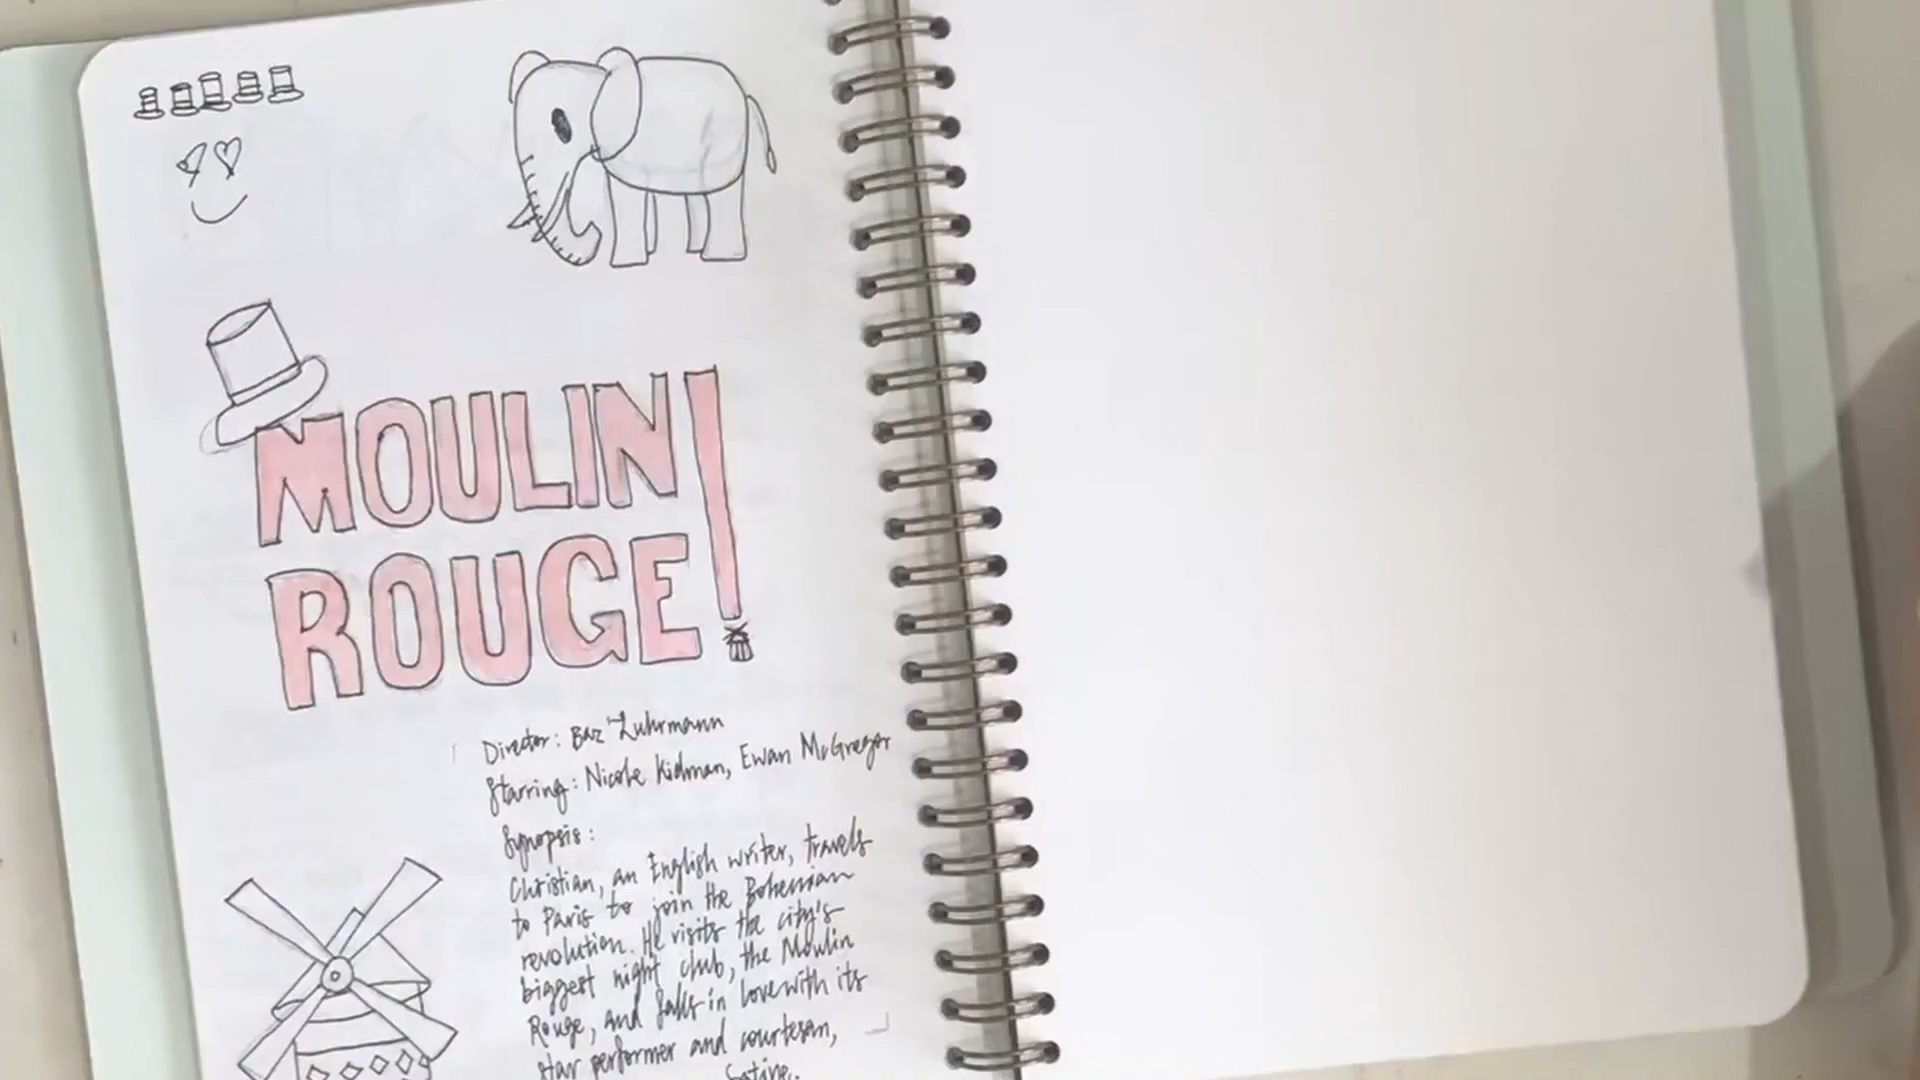 MOULIN
ROUGE!
Director: Baz Luhrmann
Starring: Nicole Kidman, Ewan McGregor
Synopsis:
Christian, an English writer, travels
to Paris to join the Bohemian
revolution. He visits the city's
biggest night club, the Moulin
Rouge, and falls in love with its
star performer and courtesan,
Satine.